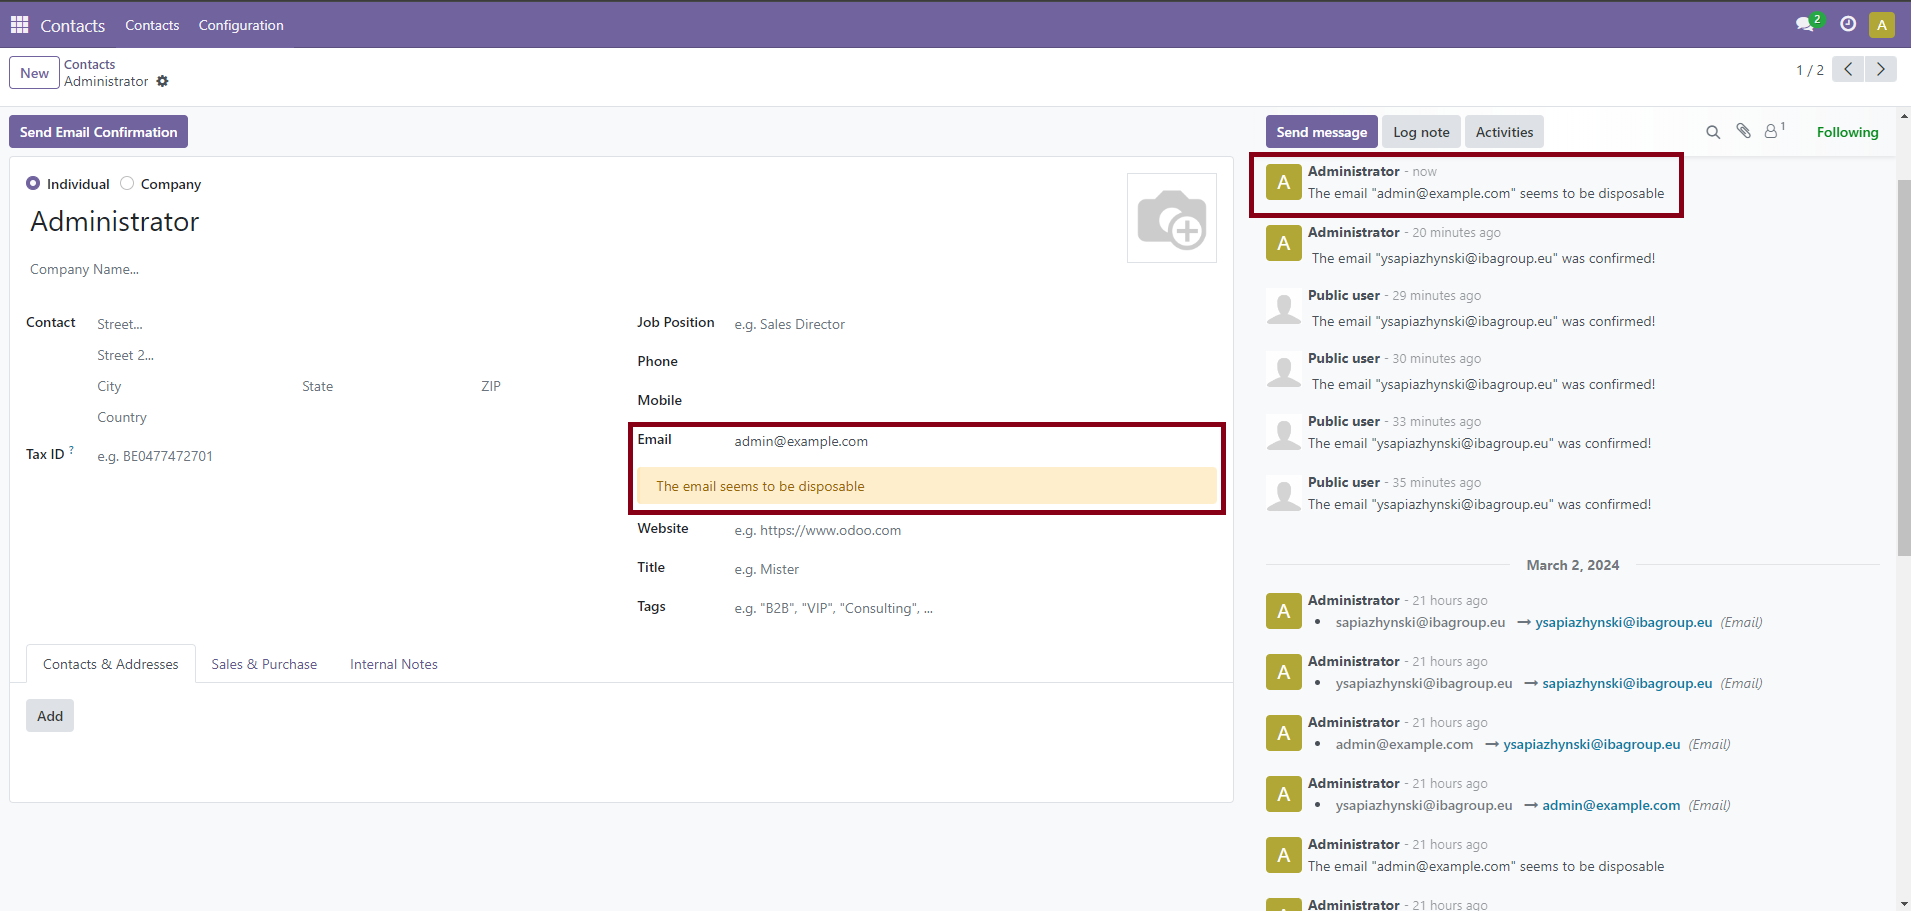 Contacts Contacts Configuration 2 A
New Contacts
Administrator
1 / 2
Send Email Confirmation
Individual Company
Administrator
Company Name...
Contact Street...
Street 2...
City State ZIP
Country
Tax ID ? e.g. BE0477472701
Job Position e.g. Sales Director
Phone
Mobile
Email admin@example.com
The email seems to be disposable
Website e.g. https://www.odoo.com
Title e.g. Mister
Tags e.g. "B2B", "VIP", "Consulting", ...
Contacts & Addresses Sales & Purchase Internal Notes
Add
Send message Log note Activities 1 Following
A Administrator - now
The email "admin@example.com" seems to be disposable
A Administrator - 20 minutes ago
The email "ysapiazhynski@ibagroup.eu" was confirmed!
Public user - 29 minutes ago
The email "ysapiazhynski@ibagroup.eu" was confirmed!
Public user - 30 minutes ago
The email "ysapiazhynski@ibagroup.eu" was confirmed!
Public user - 33 minutes ago
The email "ysapiazhynski@ibagroup.eu" was confirmed!
Public user - 35 minutes ago
The email "ysapiazhynski@ibagroup.eu" was confirmed!
March 2, 2024
A Administrator - 21 hours ago
• sapiazhynski@ibagroup.eu → ysapiazhynski@ibagroup.eu (Email)
A Administrator - 21 hours ago
• ysapiazhynski@ibagroup.eu → sapiazhynski@ibagroup.eu (Email)
A Administrator - 21 hours ago
• admin@example.com → ysapiazhynski@ibagroup.eu (Email)
A Administrator - 21 hours ago
• ysapiazhynski@ibagroup.eu → admin@example.com (Email)
A Administrator - 21 hours ago
The email "admin@example.com" seems to be disposable
Administrator - 21 hours ago